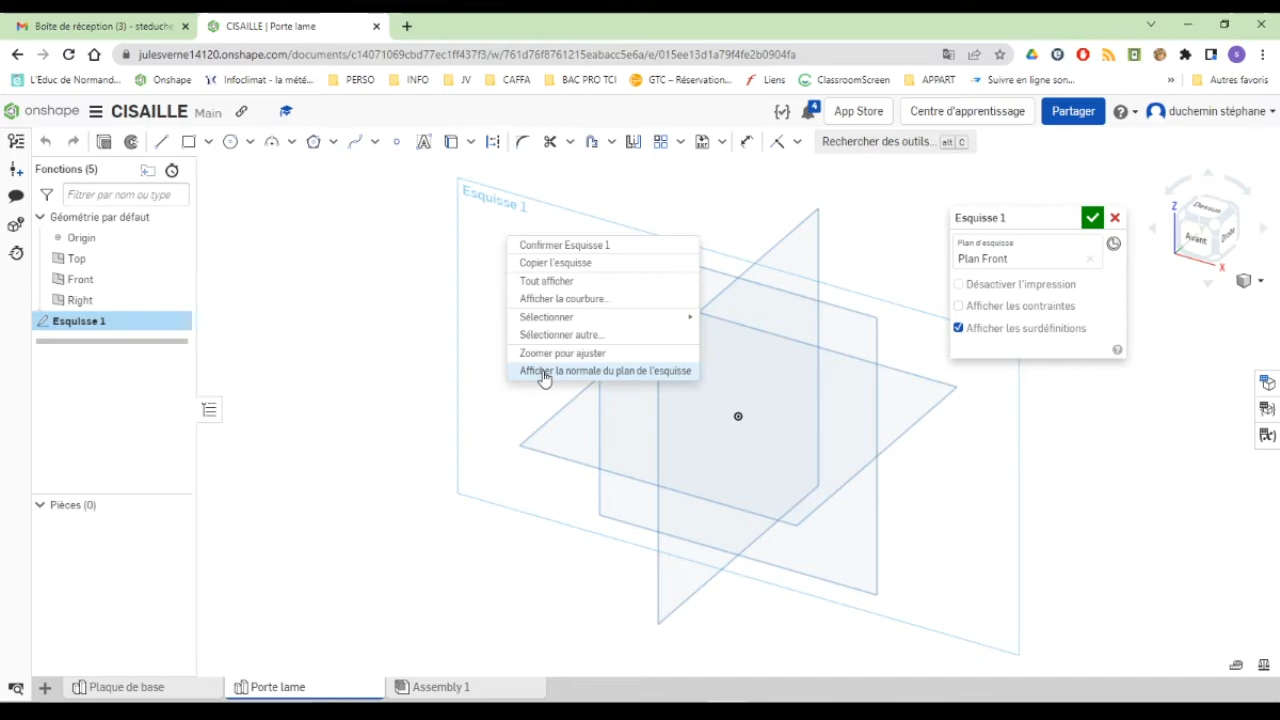 Boîte de réception (3) - steduche
CISAILLE | Porte lame
julesverne14120.onshape.com/documents/c14071069cbd77ec1ff437f3/w/761d76f8761215eabacc5e6a/e/015ee13d1a79f4fe2b0904fa
S
L'Educ de Normand...
Onshape
Infoclimat - la mété...
PERSO
INFO
JV
CAFFA
BAC PRO TCI
GTC – Réservation...
Liens
ClassroomScreen
APPART
Suivre en ligne son...
»
Autres favoris
onshape
CISAILLE Main
4
App Store
Centre d'apprentissage
Partager
duchemin stéphane
Rechercher des outils... alt C
Fonctions (5)
Filtrer par nom ou type
Géométrie par défaut
Origin
Top
Front
Right
Esquisse 1
Pièces (0)
Esquisse 1
Confirmer Esquisse 1
Copier l'esquisse
Tout afficher
Afficher la courbure...
Sélectionner
Sélectionner autre...
Zoomer pour ajuster
Afficher la normale du plan de l'esquisse
Esquisse 1
Plan d'esquisse
Plan Front
Désactiver l'impression
Afficher les contraintes
Afficher les surdéfinitions
Z
Dessus
Avant
Droite
X
Plaque de base
Porte lame
Assembly 1